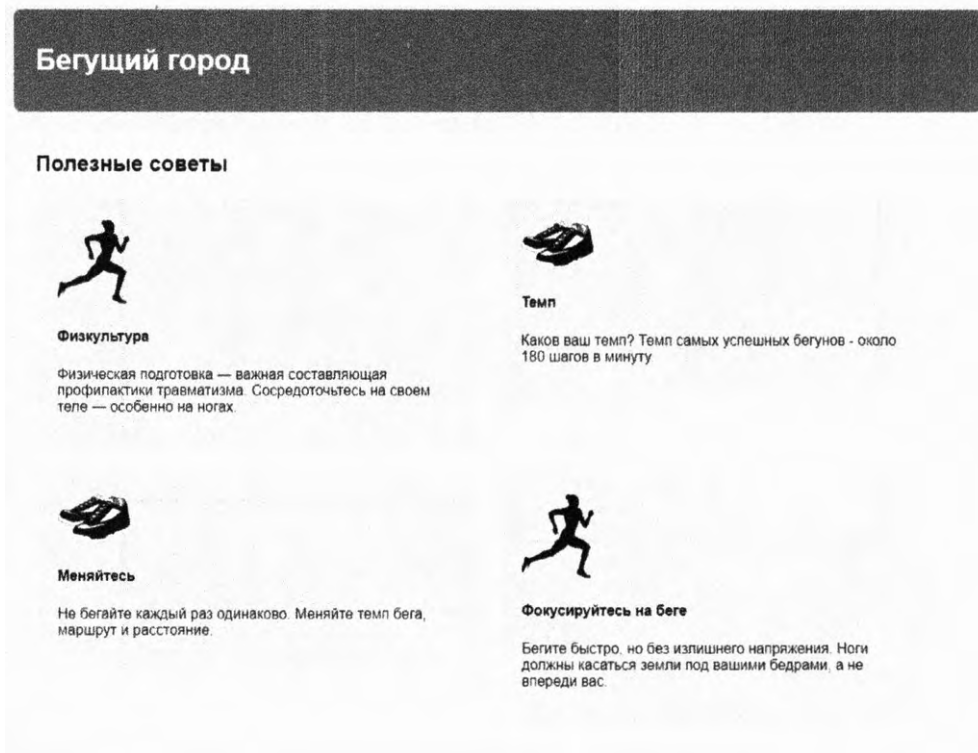 Бегущий город
Полезные советы
Физкультура
Физическая подготовка — важная составляющая
профилактики травматизма. Сосредоточьтесь на своем
теле — особенно на ногах.
Темп
Каков ваш темп? Темп самых успешных бегунов - около
180 шагов в минуту
Меняйтесь
Не бегайте каждый раз одинаково. Меняйте темп бега,
маршрут и расстояние.
Фокусируйтесь на беге
Бегите быстро, но без излишнего напряжения. Ноги
должны касаться земли под вашими бедрами, а не
впереди вас.